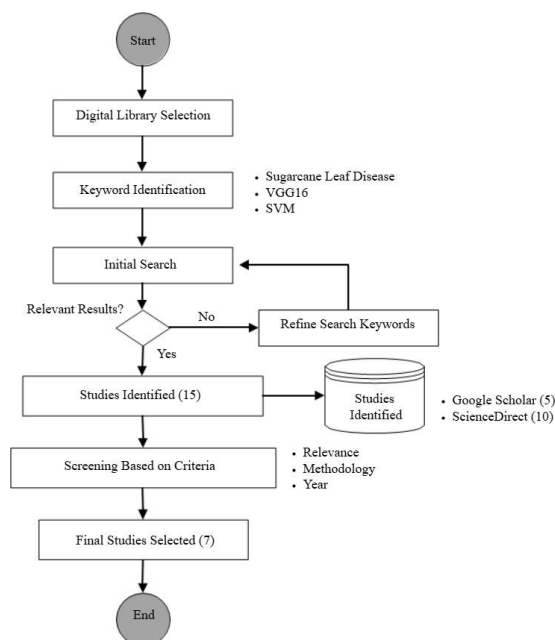 Start
Digital Library Selection
Keyword Identification
• Sugarcane Leaf Disease
• VGG16
• SVM
Initial Search
Relevant Results?
No
Refine Search Keywords
Yes
Studies Identified (15)
Studies
Identified
• Google Scholar (5)
• ScienceDirect (10)
Screening Based on Criteria
• Relevance
• Methodology
• Year
Final Studies Selected (7)
End